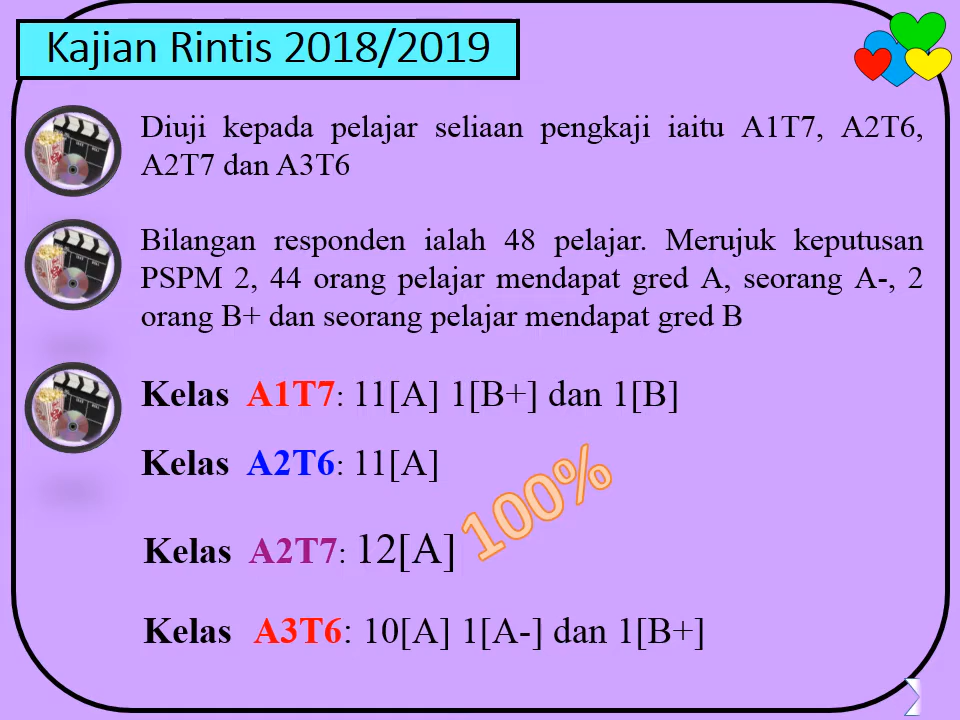 Kajian Rintis 2018/2019
Diuji kepada pelajar seliaan pengkaji iaitu A1T7, A2T6,
A2T7 dan A3T6
Bilangan responden ialah 48 pelajar. Merujuk keputusan
PSPM 2, 44 orang pelajar mendapat gred A, seorang A-, 2
orang B+ dan seorang pelajar mendapat gred B
Kelas A1T7: 11[A] 1[B+] dan 1[B]
Kelas A2T6: 11[A]
100%
Kelas A2T7: 12[A]
Kelas A3T6: 10[A] 1[A-] dan 1[B+]